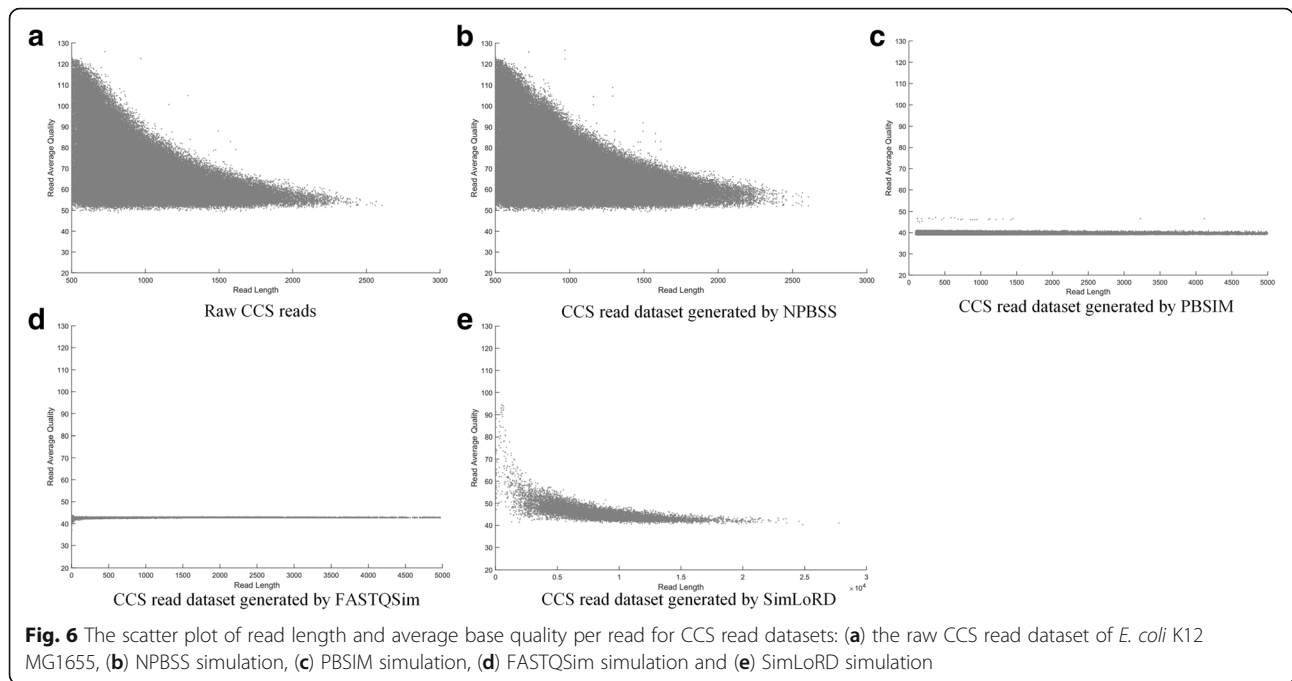 a
130
120
110
100
90
80
70
60
50
40
30
20
Read Average Quality
500 1000 1500 2000 2500 3000
Read Length
Raw CCS reads
b
130
120
110
100
90
80
70
60
50
40
30
20
Read Average Quality
500 1000 1500 2000 2500 3000
Read Length
CCS read dataset generated by NPBSS
c
130
120
110
100
90
80
70
60
50
40
30
20
Read Average Quality
0 500 1000 1500 2000 2500 3000 3500 4000 4500 5000
Read Length
CCS read dataset generated by PBSIM
d
130
120
110
100
90
80
70
60
50
40
30
20
Read Average Quality
0 500 1000 1500 2000 2500 3000 3500 4000 4500 5000
Read Length
CCS read dataset generated by FASTQSim
e
130
120
110
100
90
80
70
60
50
40
30
20
Read Average Quality
0 0.5 1 1.5 2 2.5 3
Read Length
×10⁴
CCS read dataset generated by SimLoRD
Fig. 6 The scatter plot of read length and average base quality per read for CCS read datasets: (a) the raw CCS read dataset of E. coli K12
MG1655, (b) NPBSS simulation, (c) PBSIM simulation, (d) FASTQSim simulation and (e) SimLoRD simulation